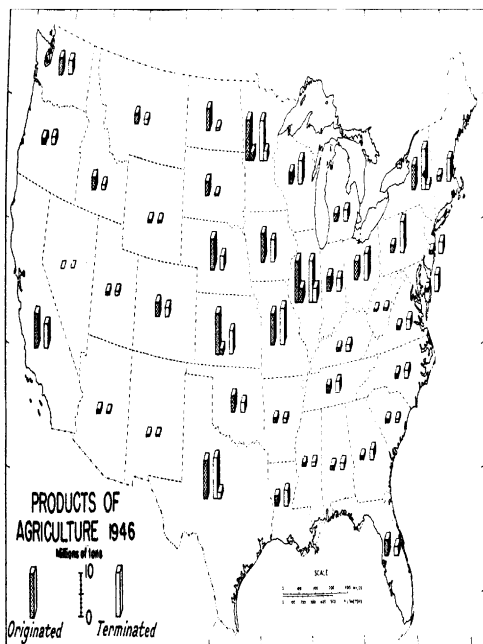 PRODUCTS OF
AGRICULTURE 1946
Millions of tons
10
0
Originated
Terminated
SCALE